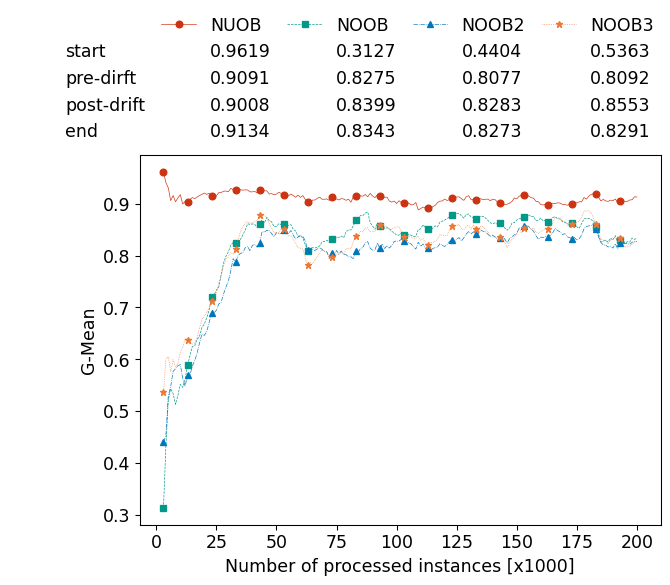 NUOB NOOB NOOB2 NOOB3
start 0.9619 0.3127 0.4404 0.5363
pre-dirft 0.9091 0.8275 0.8077 0.8092
post-drift 0.9008 0.8399 0.8283 0.8553
end 0.9134 0.8343 0.8273 0.8291
G-Mean
0.9
0.8
0.7
0.6
0.5
0.4
0.3
0 25 50 75 100 125 150 175 200
Number of processed instances [x1000]